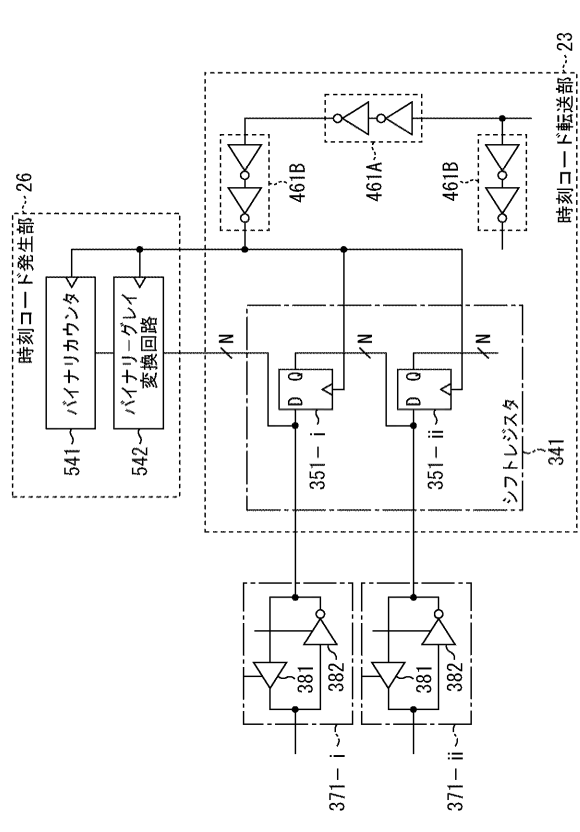 26
時刻コード発生部
541
バイナリカウンタ
542
バイナリ－グレイ
変換回路
23
時刻コード転送部
461B
461A
461B
N
N
N
D Q
351－i
D Q
351－ii
シフトレジスタ
341
381
382
371－i
381
382
371－ii